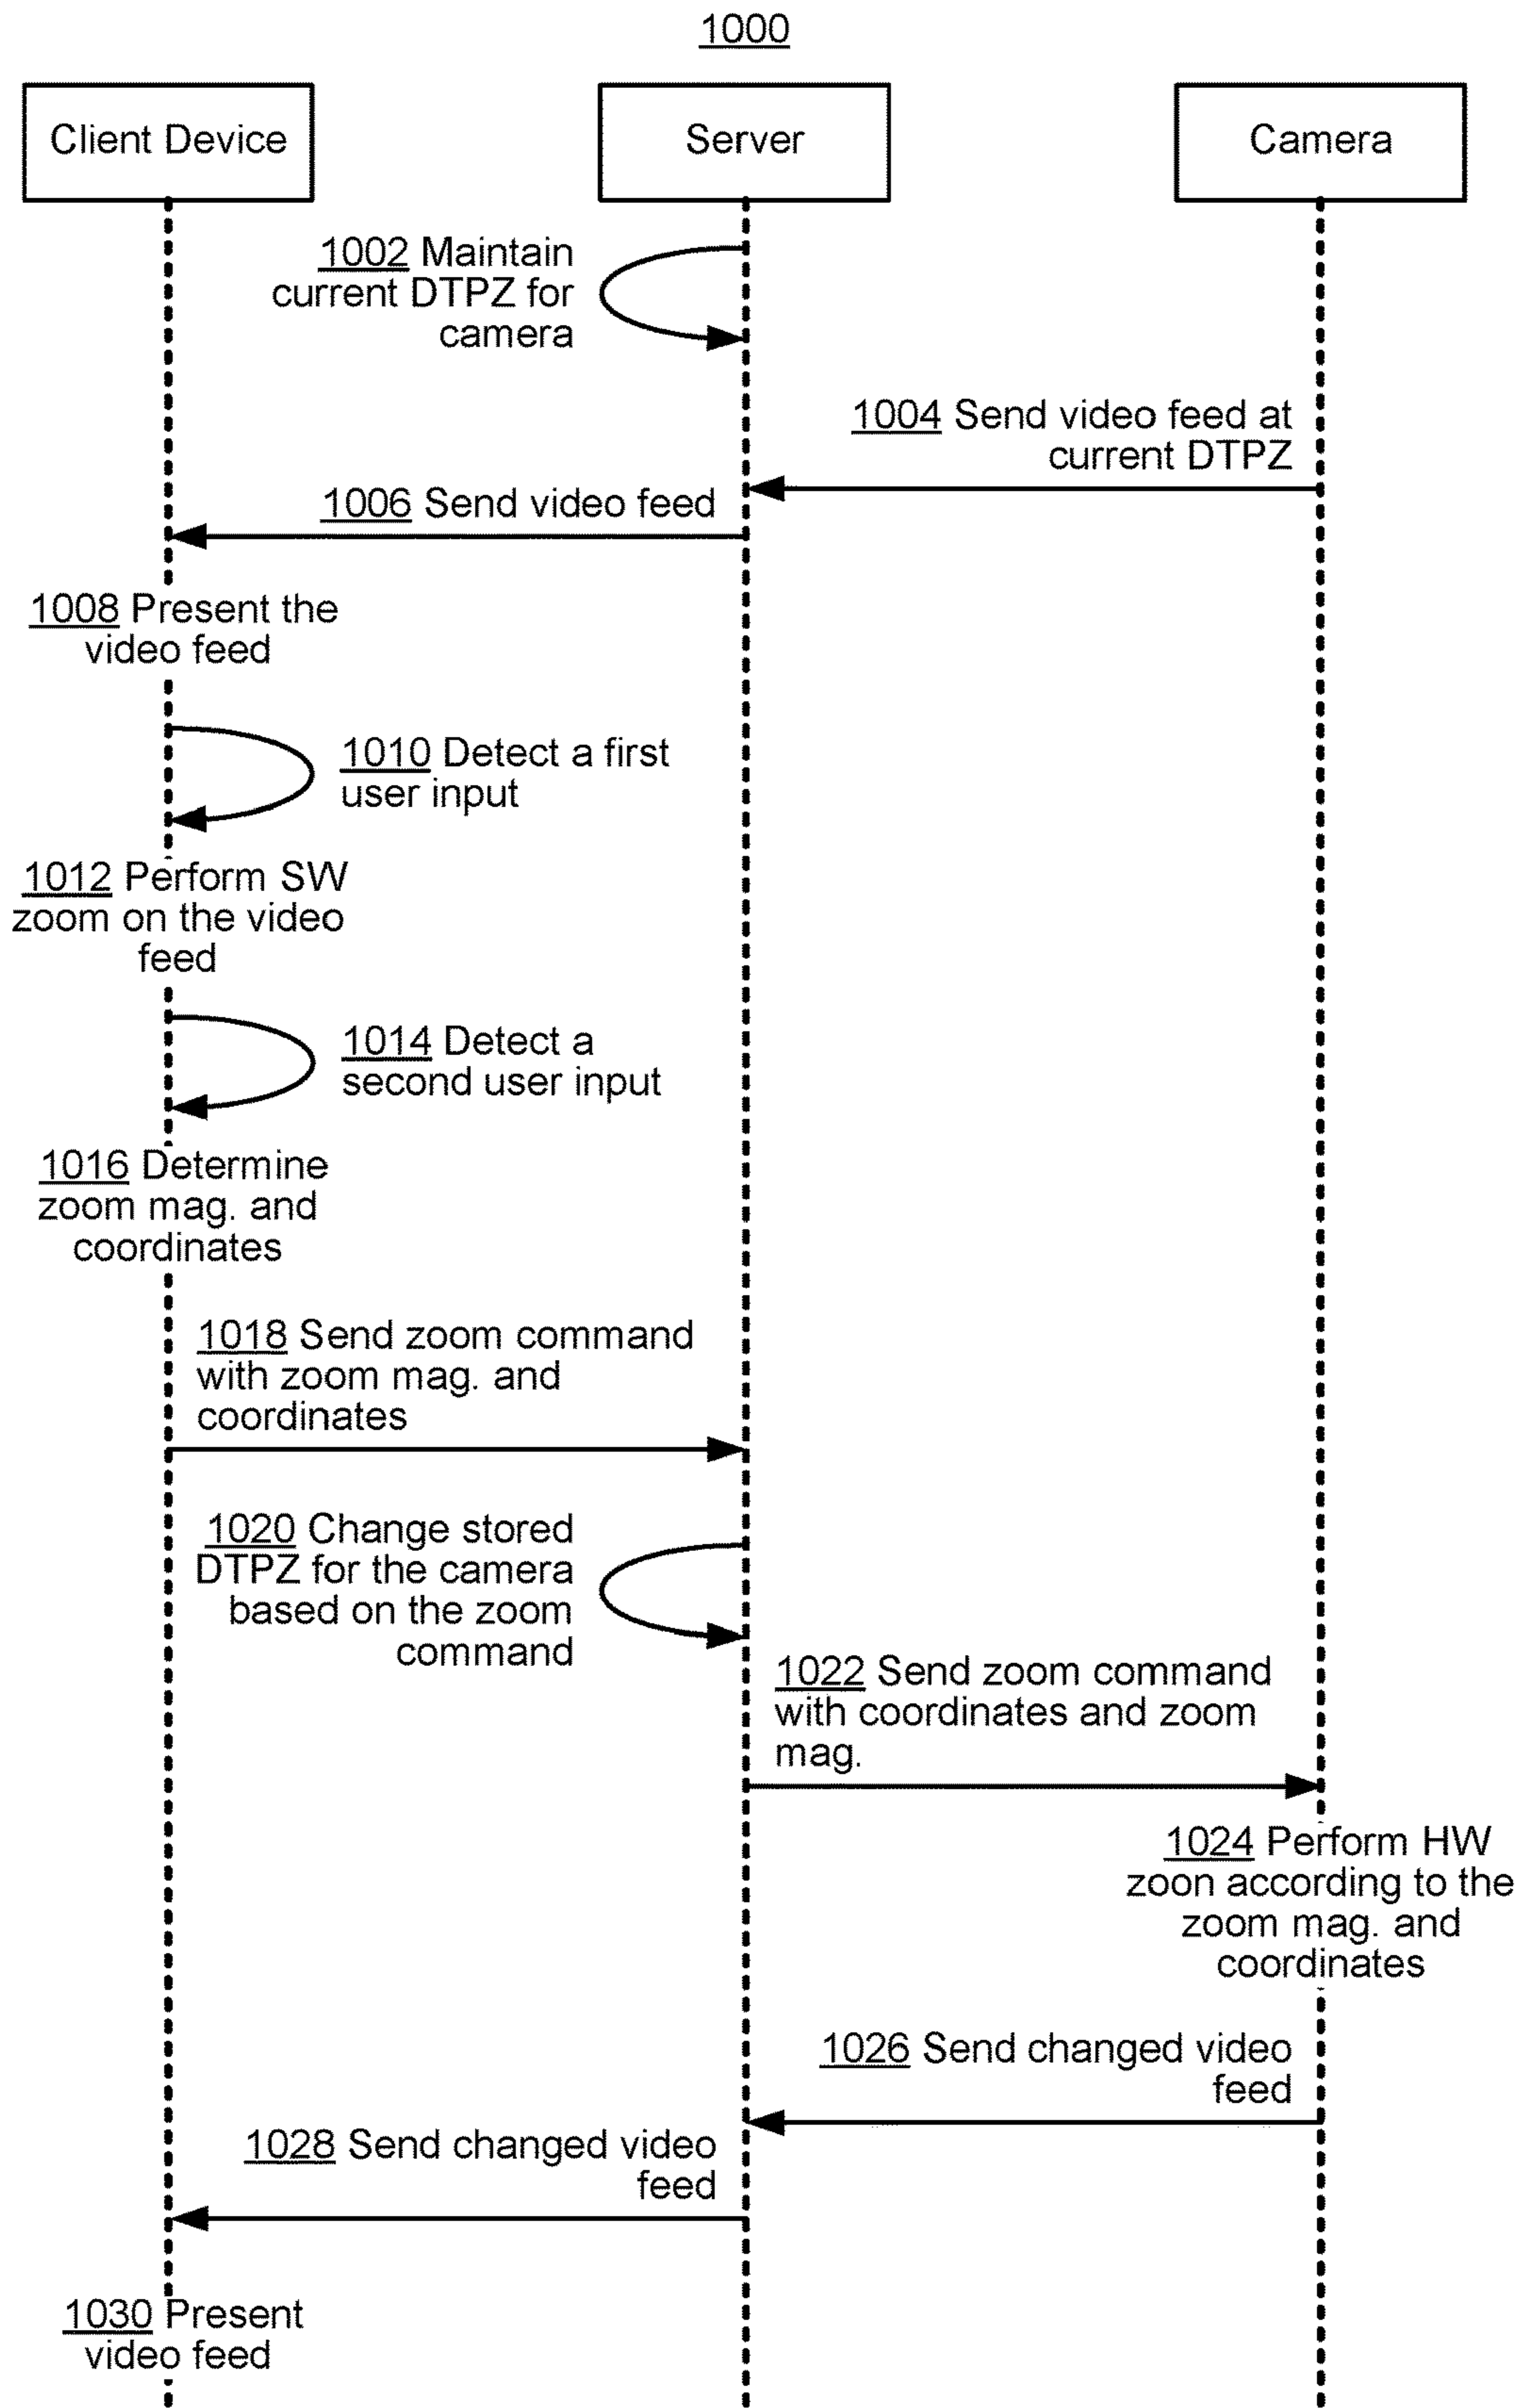 1000
Client Device
Server
Camera
1002 Maintain
current DTPZ for
camera
1004 Send video feed at
current DTPZ
1006 Send video feed
1008 Present the
video feed
1010 Detect a first
user input
1012 Perform SW
zoom on the video
feed
1014 Detect a
second user input
1016 Determine
zoom mag. and
coordinates
1018 Send zoom command
with zoom mag. and
coordinates
1020 Change stored
DTPZ for the camera
based on the zoom
command
1022 Send zoom command
with coordinates and zoom
mag.
1024 Perform HW
zoon according to the
zoom mag. and
coordinates
1026 Send changed video
feed
1028 Send changed video
feed
1030 Present
video feed